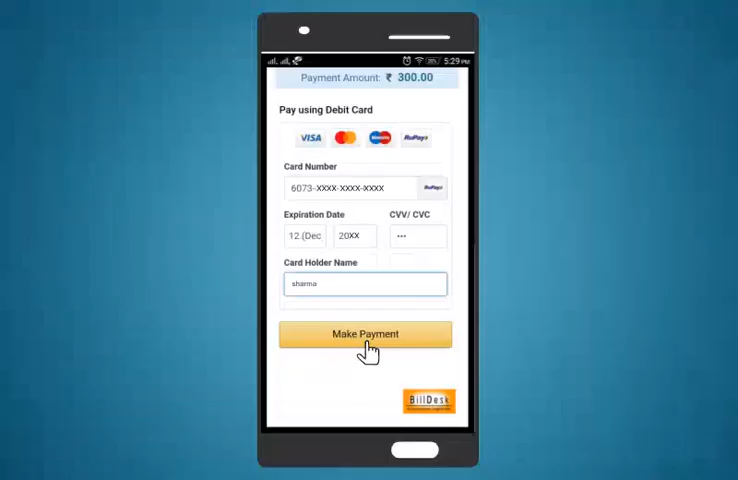 5:29 PM
Payment Amount: ₹ 300.00
Pay using Debit Card
VISA RuPay
Card Number
6073-XXXX-XXXX-XXXX RuPay
Expiration Date CVV/ CVC
12 (Dec 20XX ---
Card Holder Name
sharma
Make Payment
BillDesk